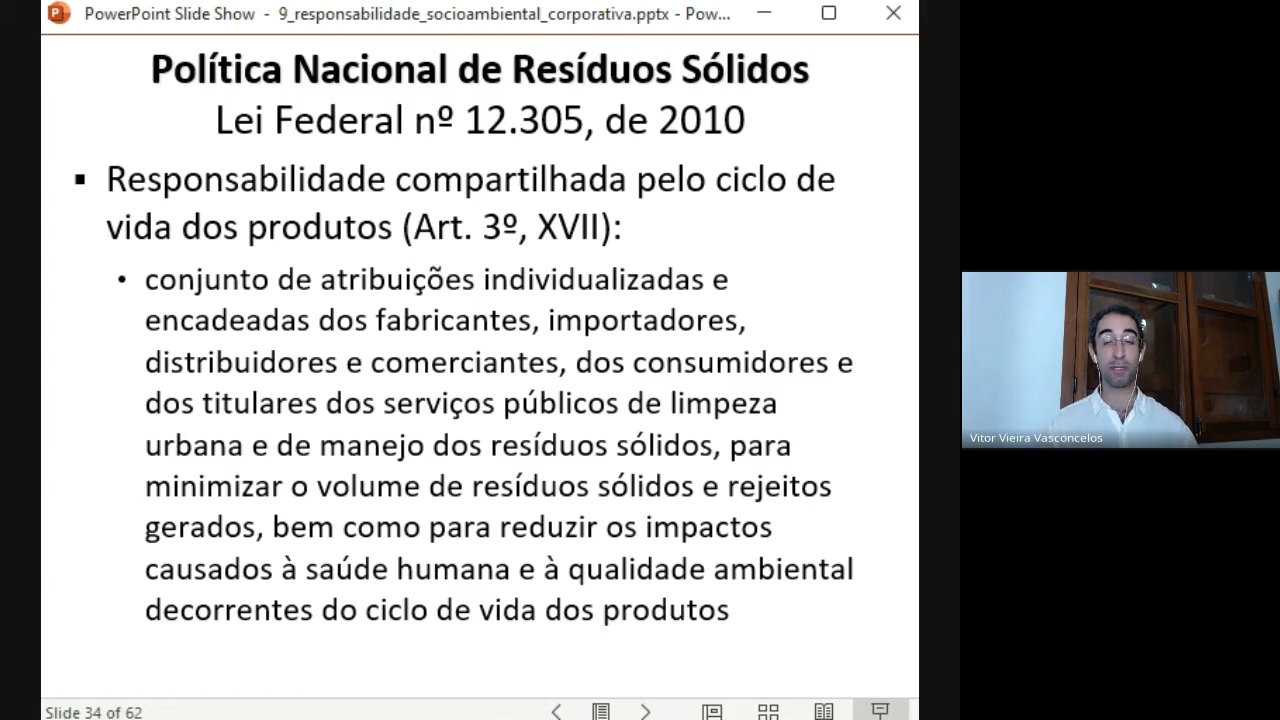 PowerPoint Slide Show - 9_responsabilidade_socioambiental_corporativa.pptx - Pow...
Política Nacional de Resíduos Sólidos
Lei Federal nº 12.305, de 2010
▪ Responsabilidade compartilhada pelo ciclo de
vida dos produtos (Art. 3º, XVII):
• conjunto de atribuições individualizadas e
encadeadas dos fabricantes, importadores,
distribuidores e comerciantes, dos consumidores e
dos titulares dos serviços públicos de limpeza
urbana e de manejo dos resíduos sólidos, para
minimizar o volume de resíduos sólidos e rejeitos
gerados, bem como para reduzir os impactos
causados à saúde humana e à qualidade ambiental
decorrentes do ciclo de vida dos produtos
Vitor Vieira Vasconcelos
Slide 34 of 62